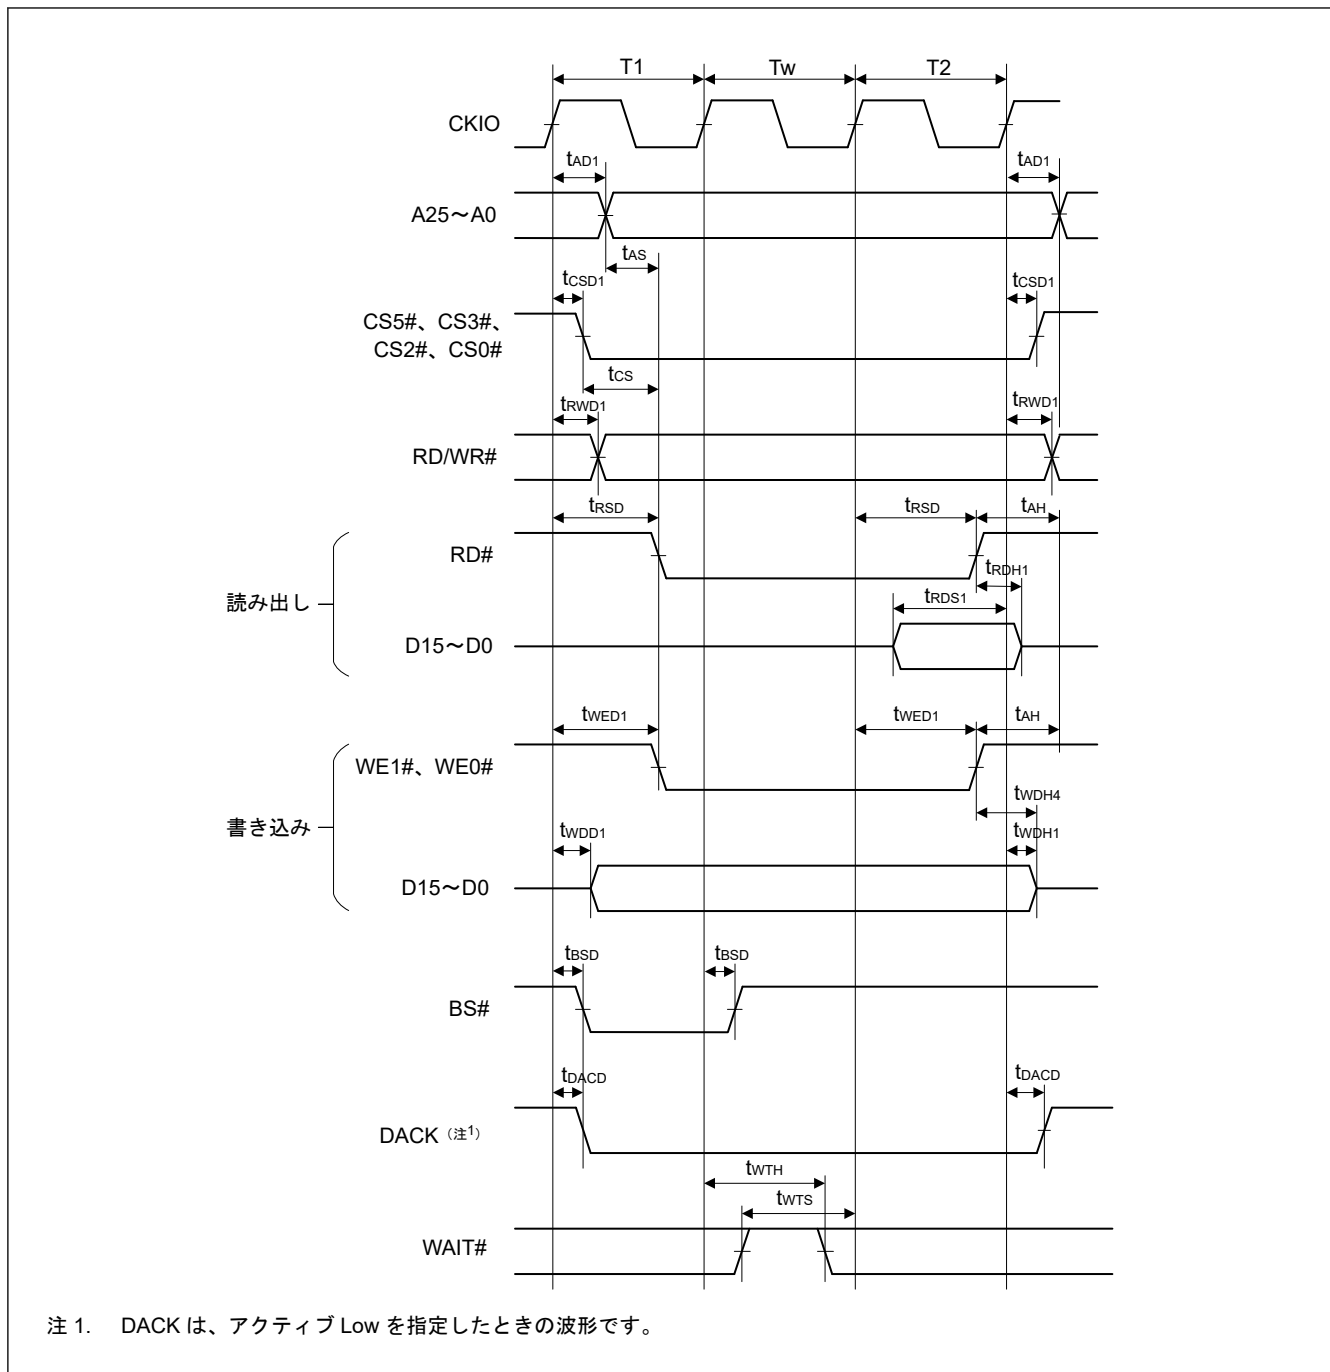 T1 Tw T2
CKIO
tAD1 tAD1
A25～A0
tAS
tCSD1 tCSD1
CS5#、CS3#、
CS2#、CS0#
tCS
tRWD1 tRWD1
RD/WR#
tRSD tRSD tAH
RD#
tRDH1
読み出し
tRDS1
D15～D0
tWED1 tWED1 tAH
WE1#、WE0#
tWDH4
書き込み
tWDD1 tWDH1
D15～D0
tBSD tBSD
BS#
tDACD tDACD
DACK（注1）
tWTH
tWTS
WAIT#
注 1. DACK は、アクティブ Low を指定したときの波形です。